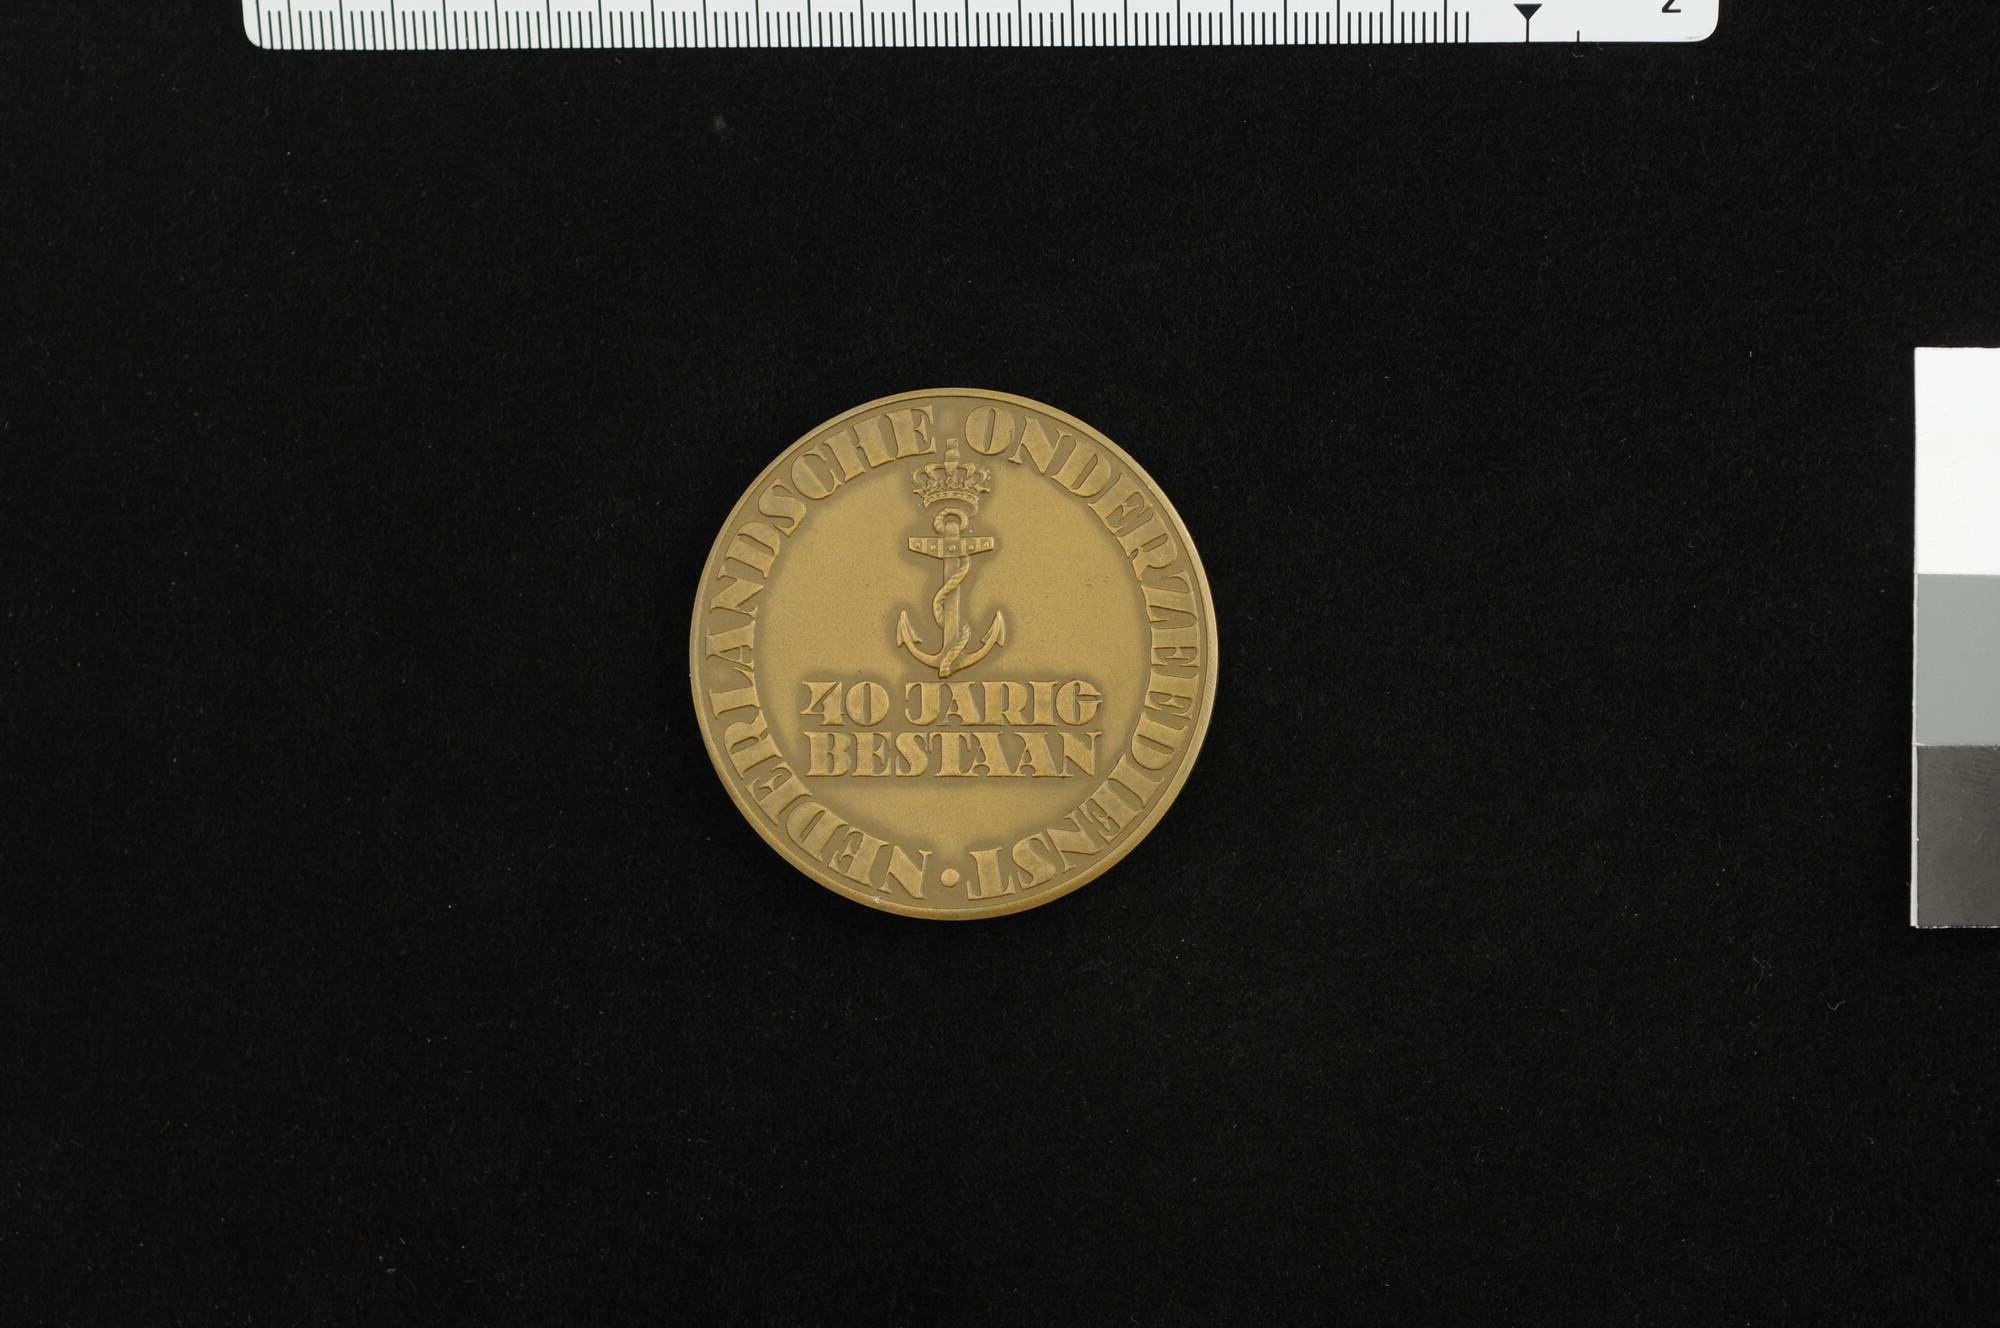 NEDERLANDSCHE ONDERZEEDIENST •
40 JARIG
BESTAAN